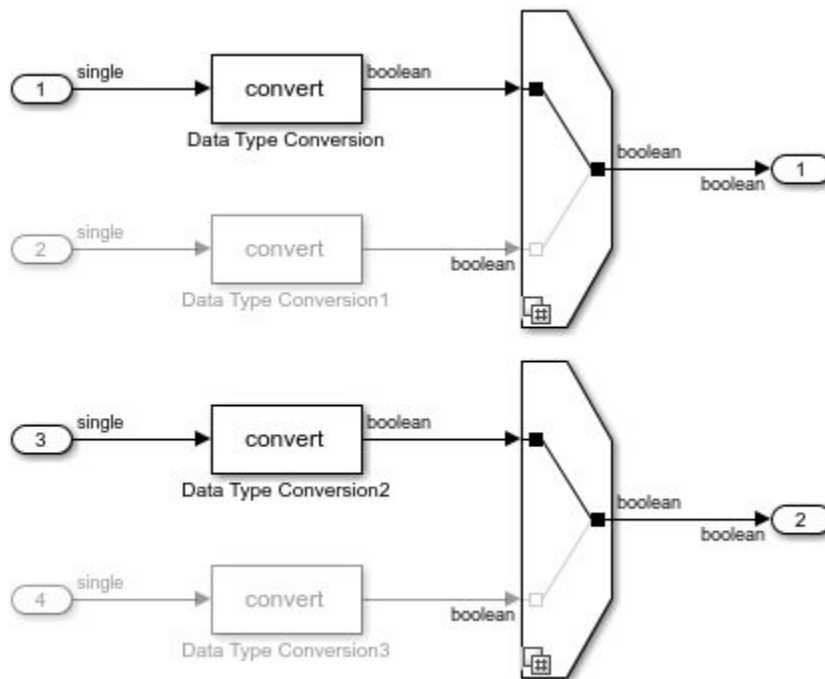 single
boolean
1
convert
Data Type Conversion
boolean
1
boolean
single
2
convert
boolean
Data Type Conversion1
single
boolean
3
convert
Data Type Conversion2
boolean
2
boolean
single
4
convert
boolean
Data Type Conversion3